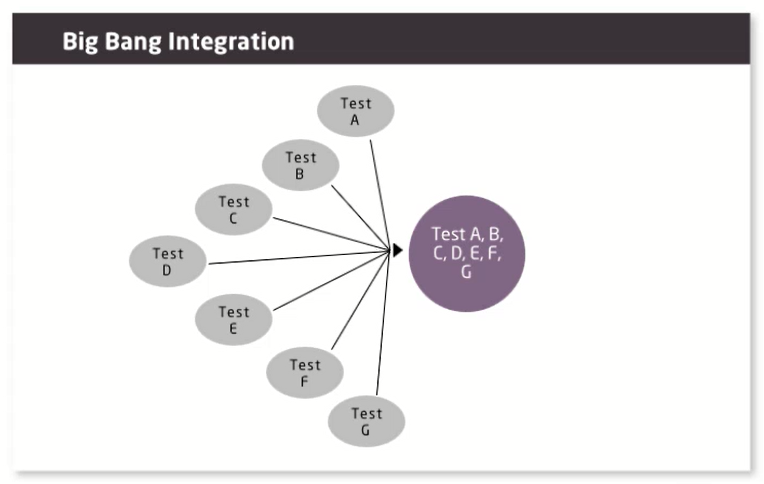 Big Bang Integration
Test
A
Test
B
Test
C
Test
D
Test
E
Test
F
Test
G
Test A, B,
C, D, E, F,
G